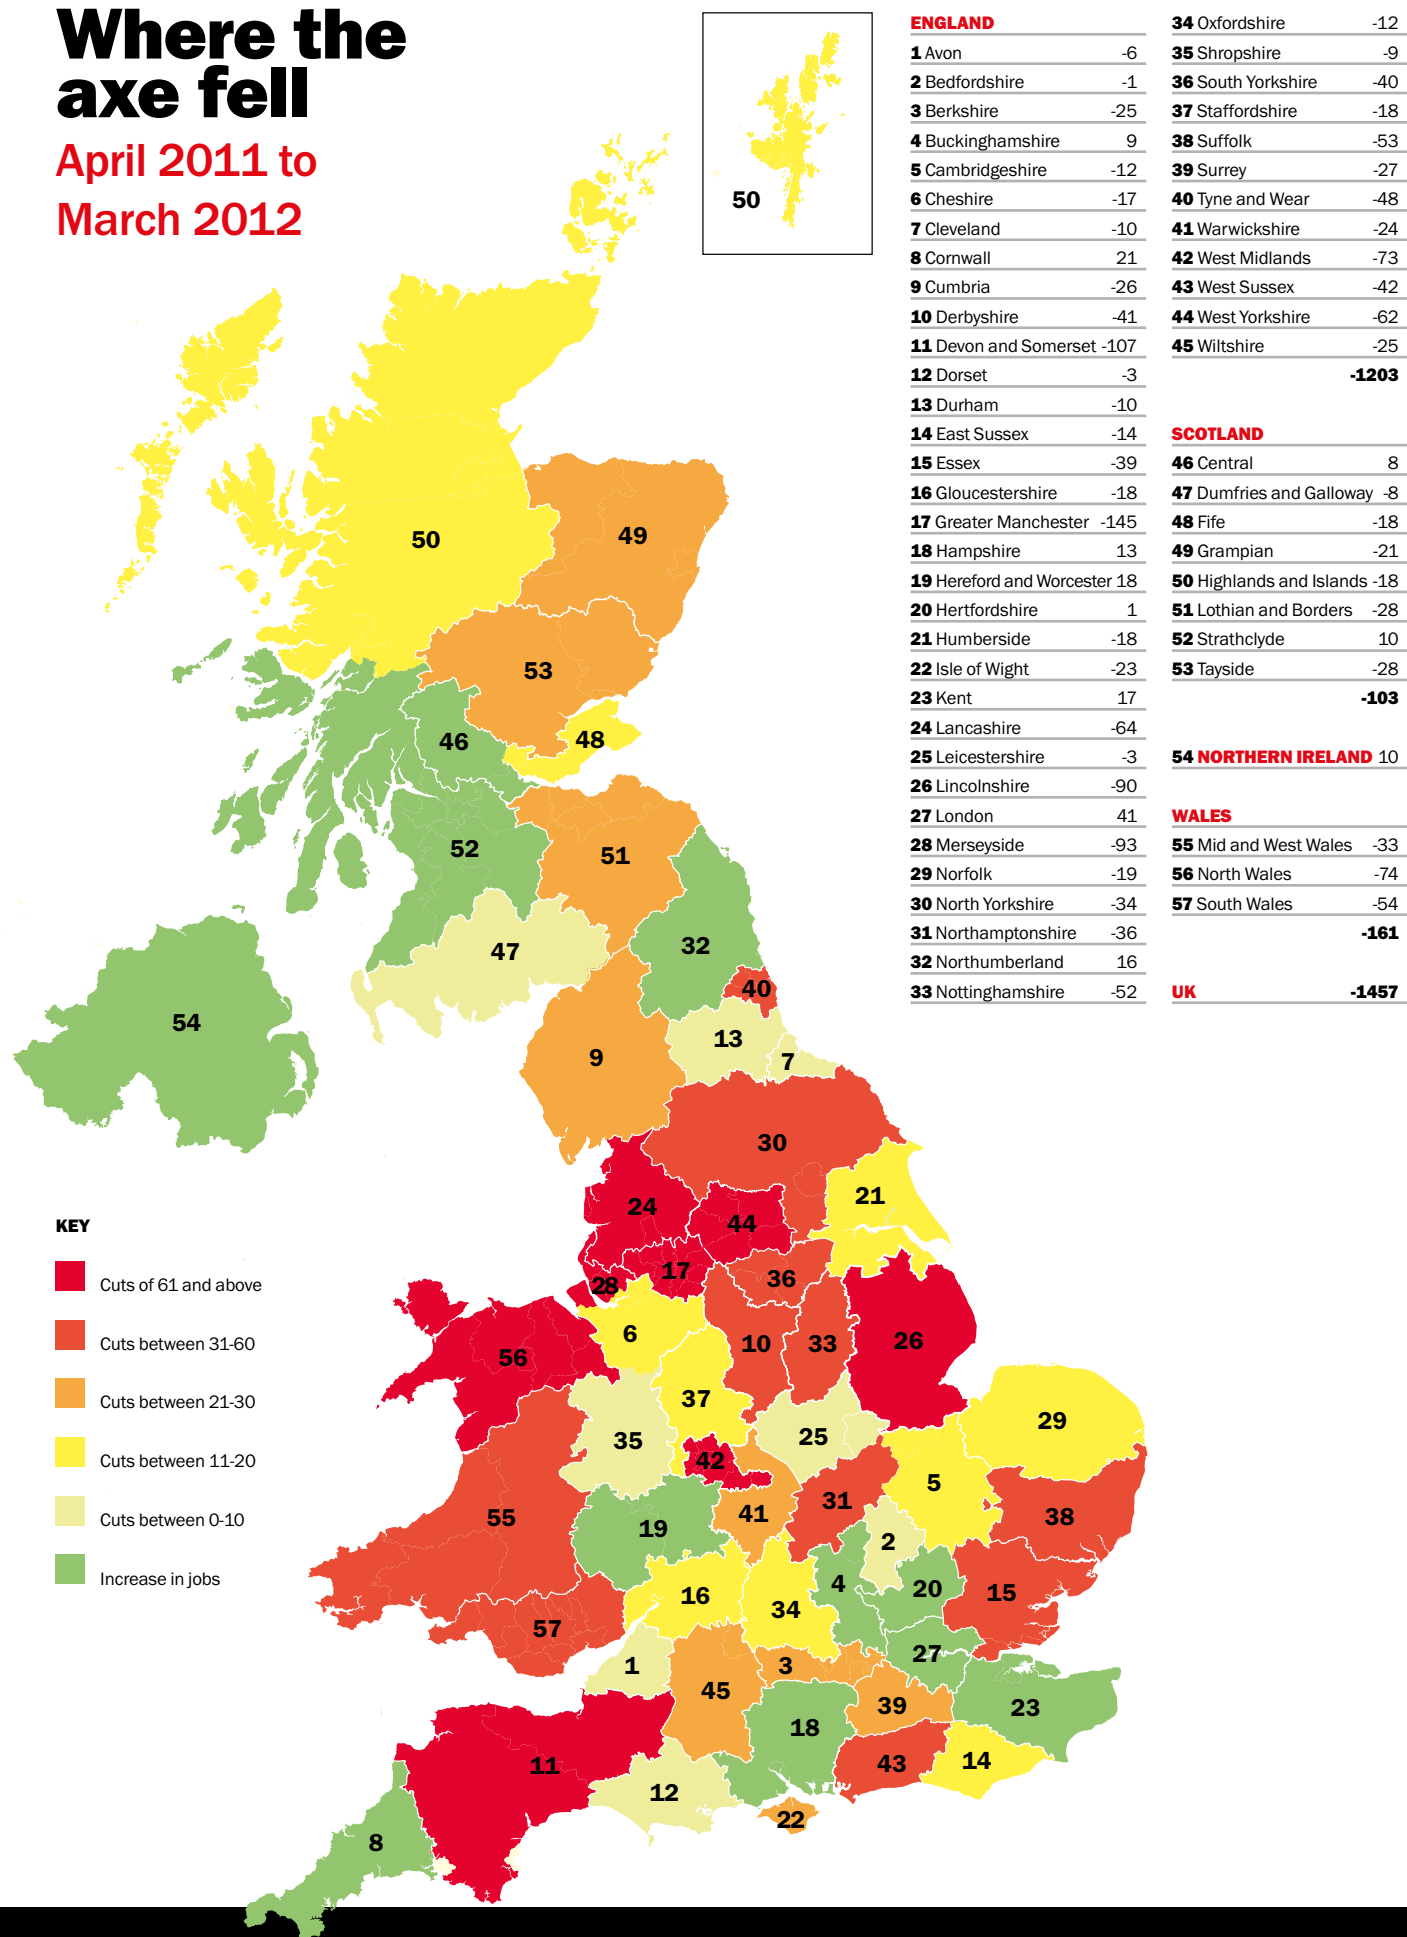 Where the
axe fell
April 2011 to
March 2012
50
ENGLAND
1 Avon -6
2 Bedfordshire -1
3 Berkshire -25
4 Buckinghamshire 9
5 Cambridgeshire -12
6 Cheshire -17
7 Cleveland -10
8 Cornwall 21
9 Cumbria -26
10 Derbyshire -41
11 Devon and Somerset -107
12 Dorset -3
13 Durham -10
14 East Sussex -14
15 Essex -39
16 Gloucestershire -18
17 Greater Manchester -145
18 Hampshire 13
19 Hereford and Worcester 18
20 Hertfordshire 1
21 Humberside -18
22 Isle of Wight -23
23 Kent 17
24 Lancashire -64
25 Leicestershire -3
26 Lincolnshire -90
27 London 41
28 Merseyside -93
29 Norfolk -19
30 North Yorkshire -34
31 Northamptonshire -36
32 Northumberland 16
33 Nottinghamshire -52
34 Oxfordshire -12
35 Shropshire -9
36 South Yorkshire -40
37 Staffordshire -18
38 Suffolk -53
39 Surrey -27
40 Tyne and Wear -48
41 Warwickshire -24
42 West Midlands -73
43 West Sussex -42
44 West Yorkshire -62
45 Wiltshire -25
-1203
SCOTLAND
46 Central 8
47 Dumfries and Galloway -8
48 Fife -18
49 Grampian -21
50 Highlands and Islands -18
51 Lothian and Borders -28
52 Strathclyde 10
53 Tayside -28
-103
54 NORTHERN IRELAND 10
WALES
55 Mid and West Wales -33
56 North Wales -74
57 South Wales -54
-161
UK -1457
49
50
53
48
46
52
51
32
47
40
54
13
9
7
30
21
24
44
17
36
28
6
10
33
26
56
37
29
35
25
42
5
31
41
55
38
19
2
4
20
16
15
34
57
27
1
3
45
39
23
18
14
43
11
12
22
8
KEY
Cuts of 61 and above
Cuts between 31-60
Cuts between 21-30
Cuts between 11-20
Cuts between 0-10
Increase in jobs